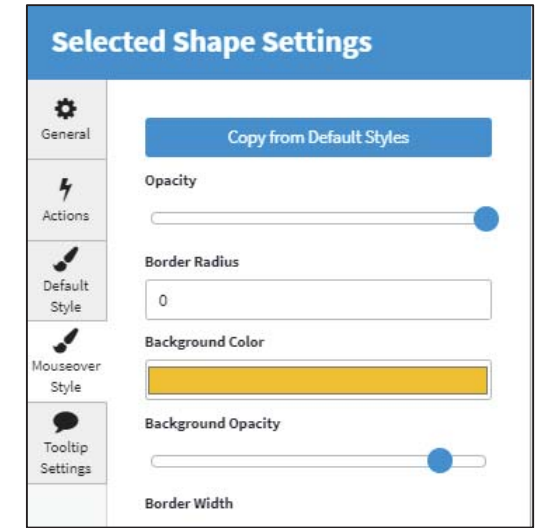 Selected Shape Settings
General
Actions
Default
Style
Mouseover
Style
Tooltip
Settings
Copy from Default Styles
Opacity
Border Radius
0
Background Color
Background Opacity
Border Width